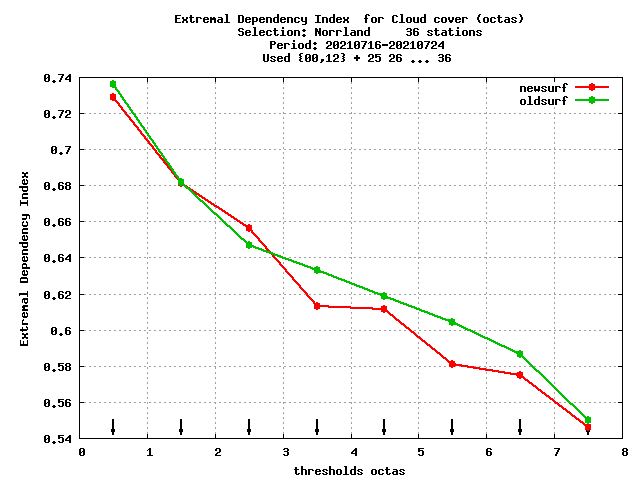 Extremal Dependency Index  for Cloud cover (octas)
Selection: Norrland     36 stations
Period: 20210716-20210724
Used {00,12} + 25 26 ... 36
newsurf
oldsurf
Extremal Dependency Index
0.74
0.72
0.7
0.68
0.66
0.64
0.62
0.6
0.58
0.56
0.54
0 1 2 3 4 5 6 7 8
thresholds octas